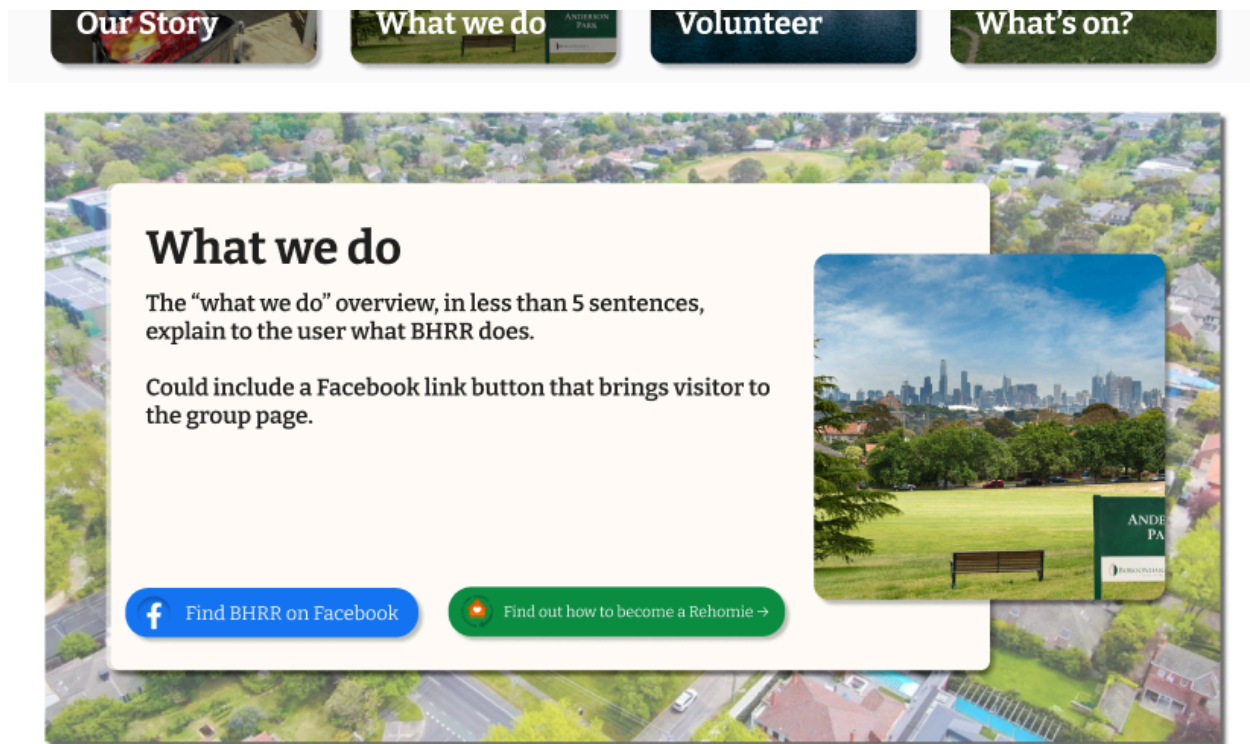 Our Story
What we do
ANDERSON
PARK
Volunteer
What’s on?
What we do
The “what we do” overview, in less than 5 sentences,
explain to the user what BHRR does.
Could include a Facebook link button that brings visitor to
the group page.
ANDE
PA
Find BHRR on Facebook
Find out how to become a Rehomie →